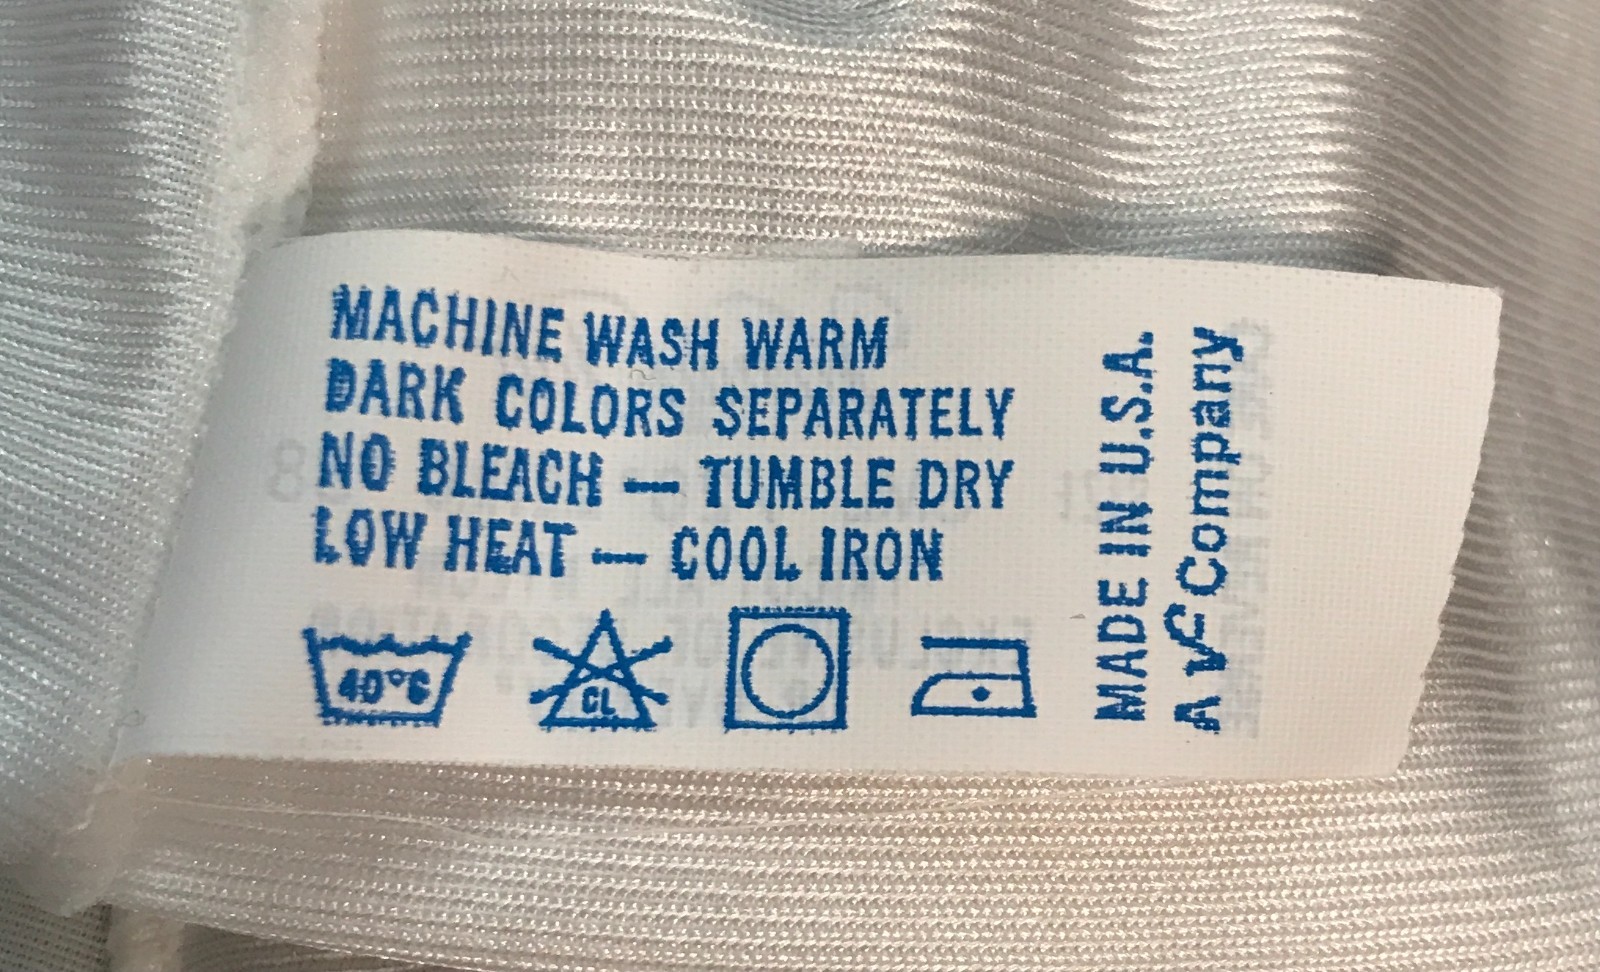 MACHINE WASH WARM
DARK COLORS SEPARATELY
NO BLEACH — TUMBLE DRY
LOW HEAT — COOL IRON
40°C
CL
MADE IN U.S.A.
A vf Company